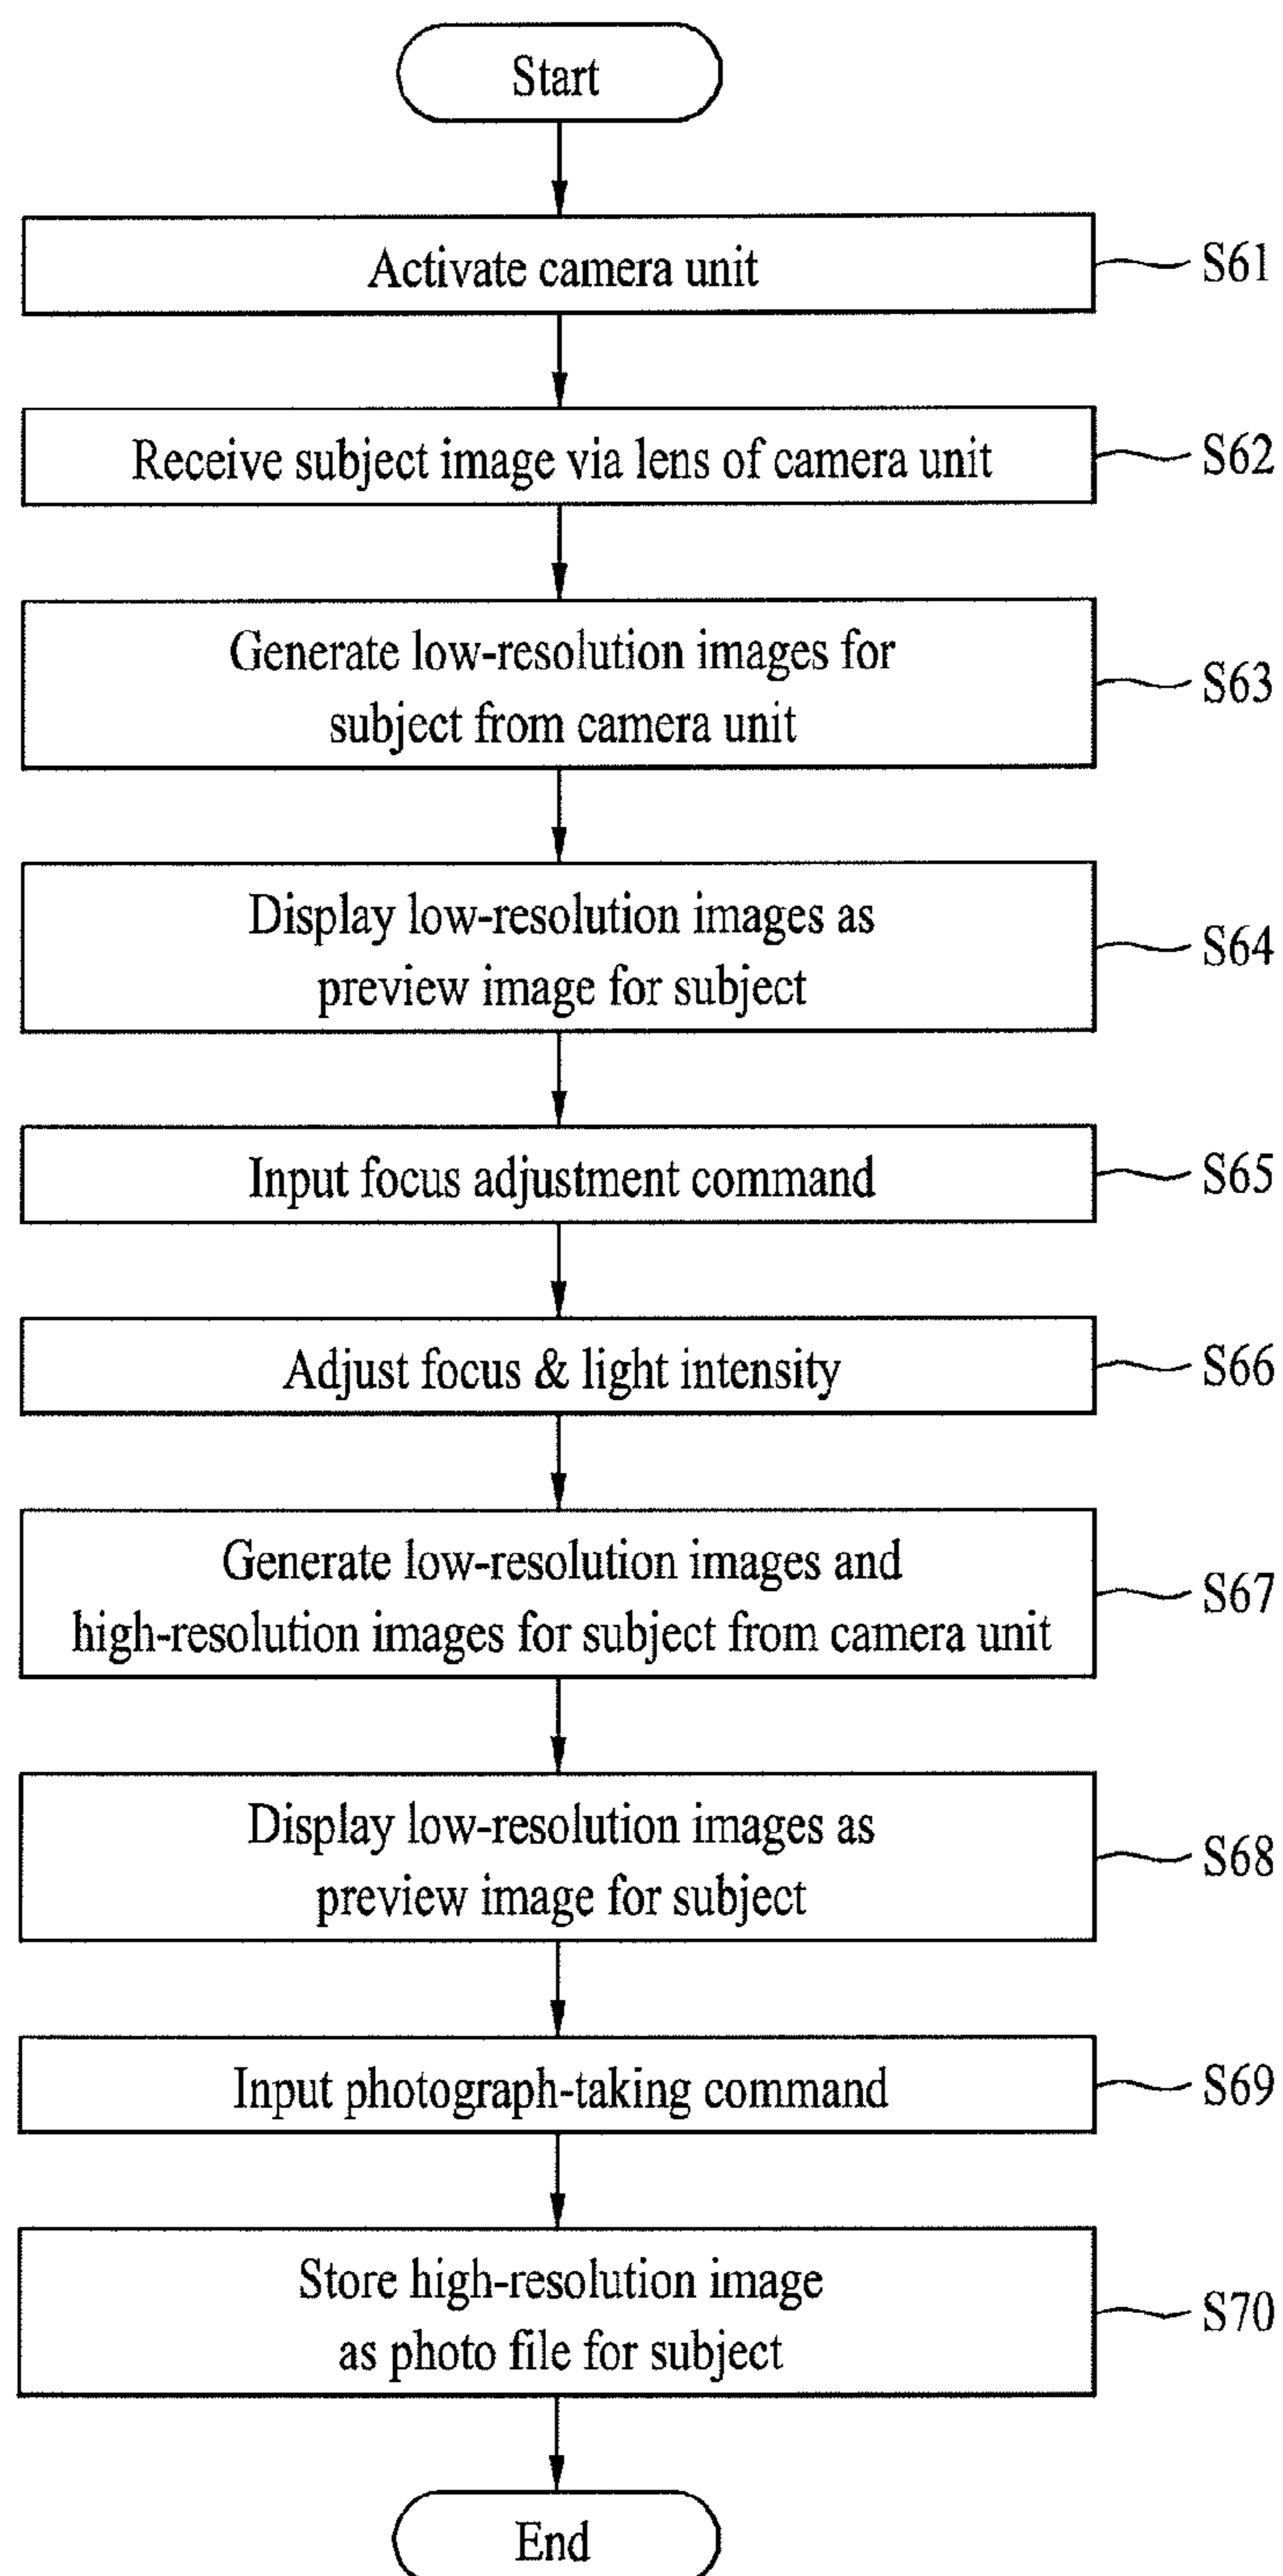 Start
Activate camera unit
S61
Receive subject image via lens of camera unit
S62
Generate low-resolution images for
subject from camera unit
S63
Display low-resolution images as
preview image for subject
S64
Input focus adjustment command
S65
Adjust focus & light intensity
S66
Generate low-resolution images and
high-resolution images for subject from camera unit
S67
Display low-resolution images as
preview image for subject
S68
Input photograph-taking command
S69
Store high-resolution image
as photo file for subject
S70
End